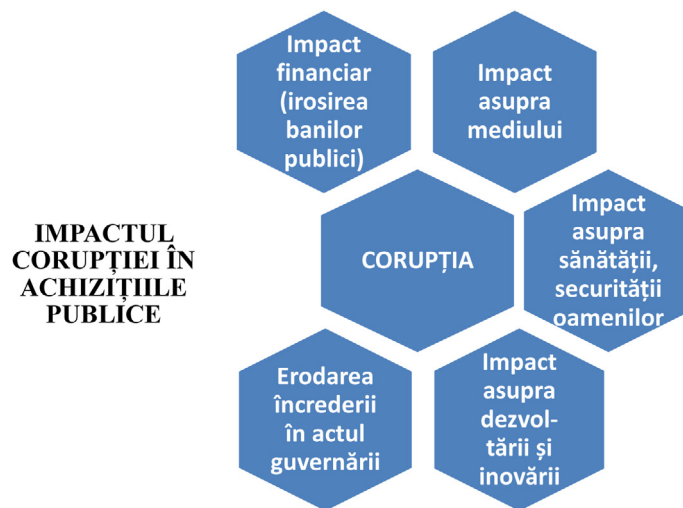 IMPACTUL
CORUPȚIEI ÎN
ACHIZIȚIILE
PUBLICE
Impact
financiar
(irosirea
banilor
publici)
Impact
asupra
mediului
CORUPȚIA
Impact
asupra
sănătății,
securității
oamenilor
Erodarea
încrederii
în actul
guvernării
Impact
asupra
dezvol-
tării și
inovării